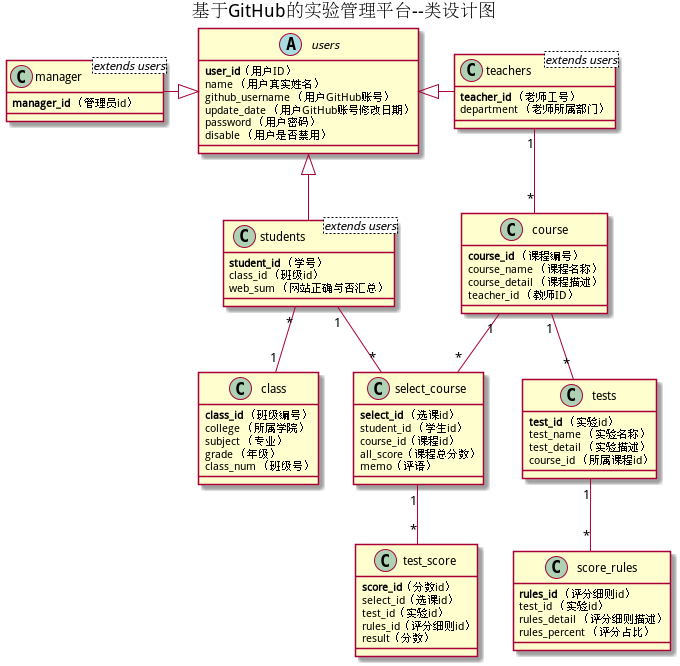 基于GitHub的实验管理平台--类设计图
A users
user_id（用户ID）
name （用户真实姓名）
github_username （用户GitHub账号）
update_date （用户GitHub账号修改日期）
password （用户密码）
disable （用户是否禁用）
C manager
extends users
manager_id （管理员id）
C teachers
extends users
teacher_id （老师工号）
department （老师所属部门）
1
*
C students
extends users
student_id （学号）
class_id （班级id）
web_sum （网站正确与否汇总）
C course
course_id （课程编号）
course_name （课程名称）
course_detail （课程描述）
teacher_id （教师ID）
*
1
1
*
1
*
1
*
C class
class_id （班级编号）
college （所属学院）
subject （专业）
grade （年级）
class_num （班级号）
C select_course
select_id （选课id）
student_id （学生id）
course_id （课程id）
all_score （课程总分数）
memo （评语）
C tests
test_id （实验id）
test_name （实验名称）
test_detail （实验描述）
course_id （所属课程id）
1
*
1
*
C test_score
score_id（分数id）
select_id （选课id）
test_id （实验id）
rules_id（评分细则id）
result（分数）
C score_rules
rules_id （评分细则id）
test_id （实验id）
rules_detail （评分细则描述）
rules_percent （评分占比）